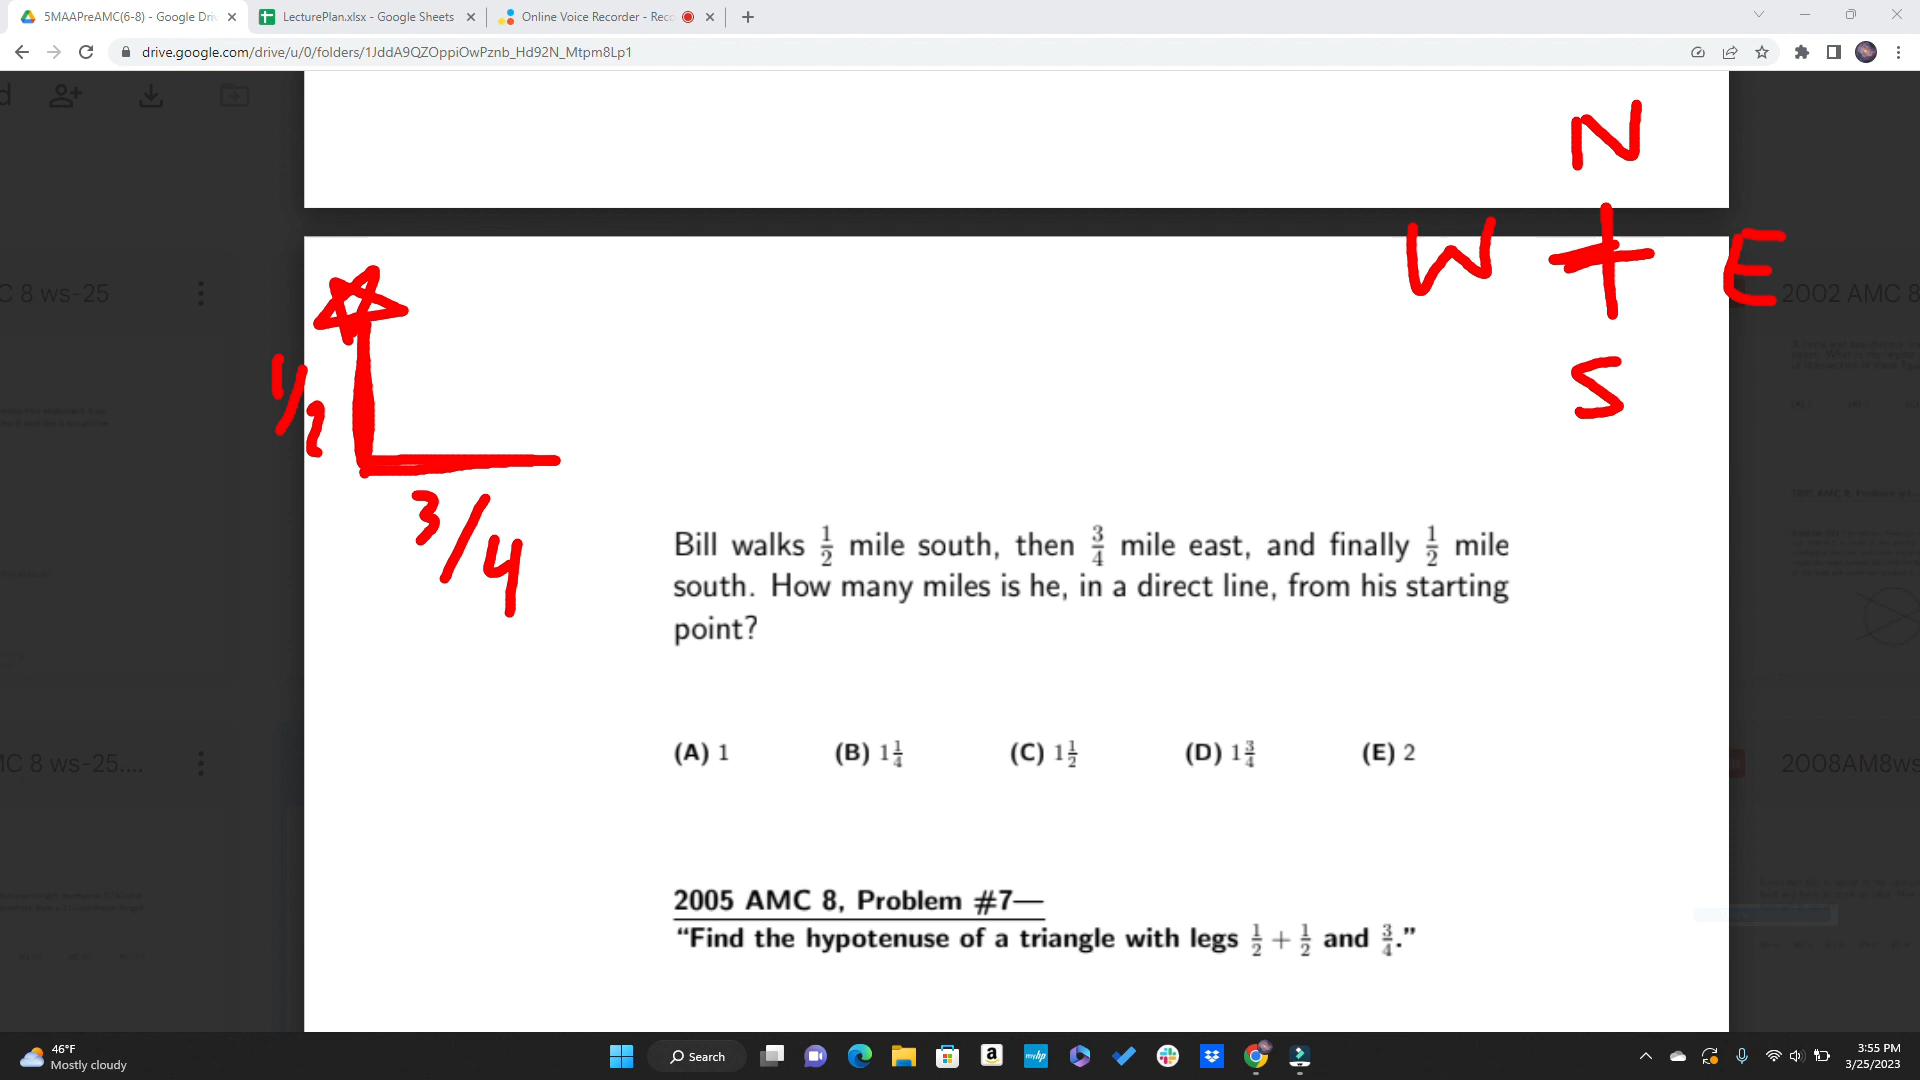 5MAAPreAMC(6-8) - Google Driv
LecturePlan.xlsx - Google Sheets
Online Voice Recorder - Reco
drive.google.com/drive/u/0/folders/1JddA9QZOppiOwPznb_Hd92N_Mtpm8Lp1
N
W E
S
C 8 ws-25
2002 AMC 8
1/2
3/4
Bill walks 1/2 mile south, then 3/4 mile east, and finally 1/2 mile
south. How many miles is he, in a direct line, from his starting
point?
(A) 1 (B) 1 1/4 (C) 1 1/2 (D) 1 3/4 (E) 2
MC 8 ws-25....
2008AM8ws
2005 AMC 8, Problem #7—
“Find the hypotenuse of a triangle with legs 1/2 + 1/2 and 3/4.”
46°F
Mostly cloudy
Search
a
myhp
3:55 PM
3/25/2023